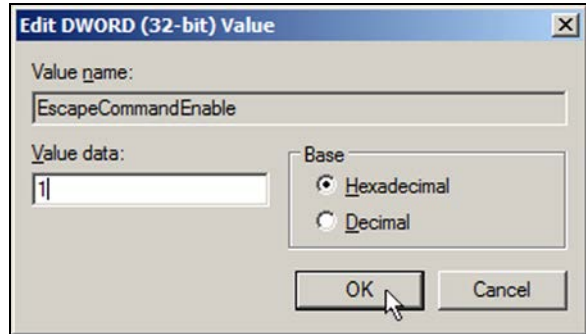 Edit DWORD (32-bit) Value
Value name:
EscapeCommandEnable
Value data:
1
Base
Hexadecimal
Decimal
OK
Cancel